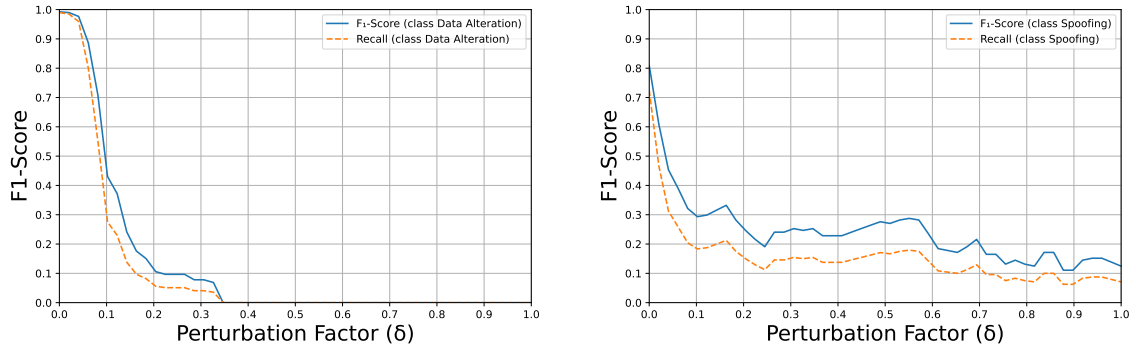 F₁-Score (class Data Alteration)
Recall (class Data Alteration)
F1-Score
1.0
0.9
0.8
0.7
0.6
0.5
0.4
0.3
0.2
0.1
0.0
0.0 0.1 0.2 0.3 0.4 0.5 0.6 0.7 0.8 0.9 1.0
Perturbation Factor (δ)
F₁-Score (class Spoofing)
Recall (class Spoofing)
F1-Score
1.0
0.9
0.8
0.7
0.6
0.5
0.4
0.3
0.2
0.1
0.0
0.0 0.1 0.2 0.3 0.4 0.5 0.6 0.7 0.8 0.9 1.0
Perturbation Factor (δ)